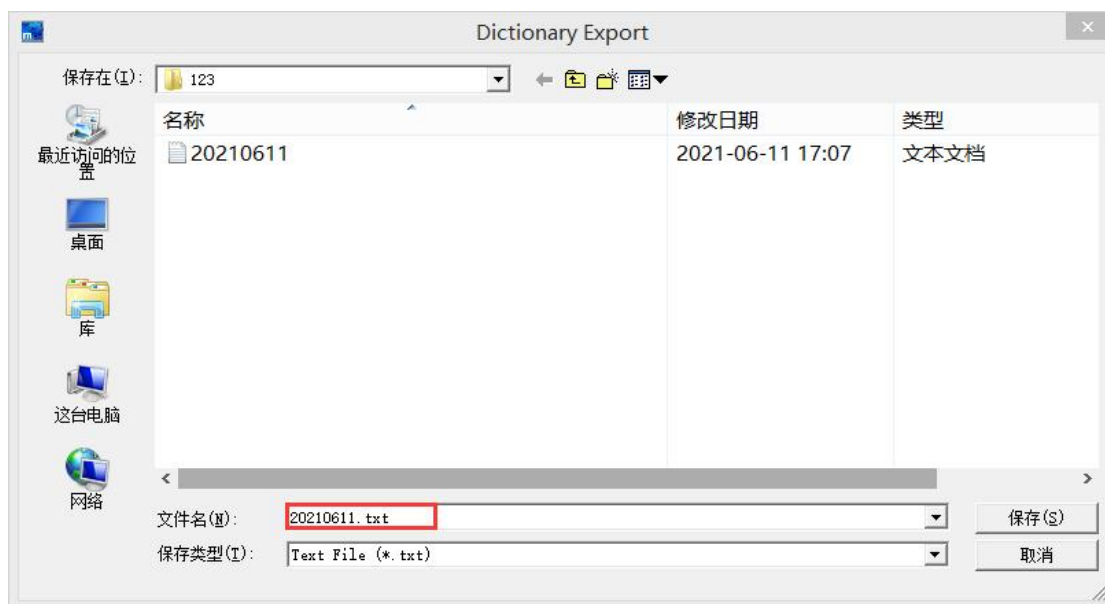 Dictionary Export
保存在(I):
123
名称
修改日期
类型
20210611
2021-06-11 17:07
文本文档
最近访问的位
置
桌面
库
这台电脑
网络
文件名(N):
20210611.txt
保存(S)
保存类型(T):
Text File (*.txt)
取消